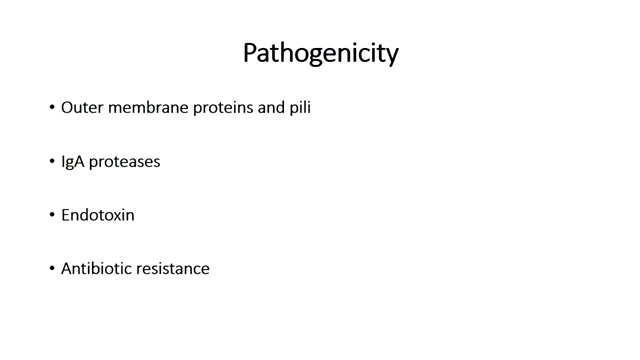 Pathogenicity
• Outer membrane proteins and pili
• IgA proteases
• Endotoxin
• Antibiotic resistance